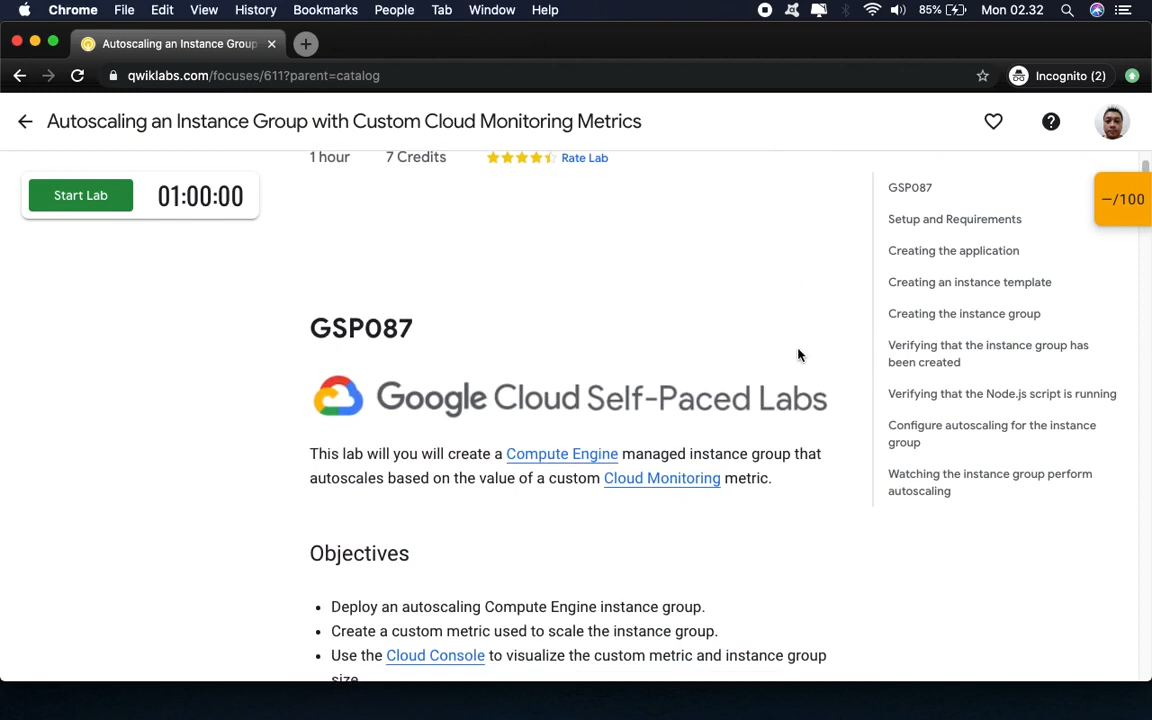 Chrome File Edit View History Bookmarks People Tab Window Help 85% Mon 02.32
Autoscaling an Instance Group
qwiklabs.com/focuses/611?parent=catalog
Incognito (2)
Autoscaling an Instance Group with Custom Cloud Monitoring Metrics
1 hour 7 Credits Rate Lab
Start Lab 01:00:00
–/100
GSP087
Setup and Requirements
Creating the application
Creating an instance template
Creating the instance group
Verifying that the instance group has
been created
Verifying that the Node.js script is running
Configure autoscaling for the instance
group
Watching the instance group perform
autoscaling
GSP087
Google Cloud Self-Paced Labs
This lab will you will create a Compute Engine managed instance group that
autoscales based on the value of a custom Cloud Monitoring metric.
Objectives
• Deploy an autoscaling Compute Engine instance group.
• Create a custom metric used to scale the instance group.
• Use the Cloud Console to visualize the custom metric and instance group
size.